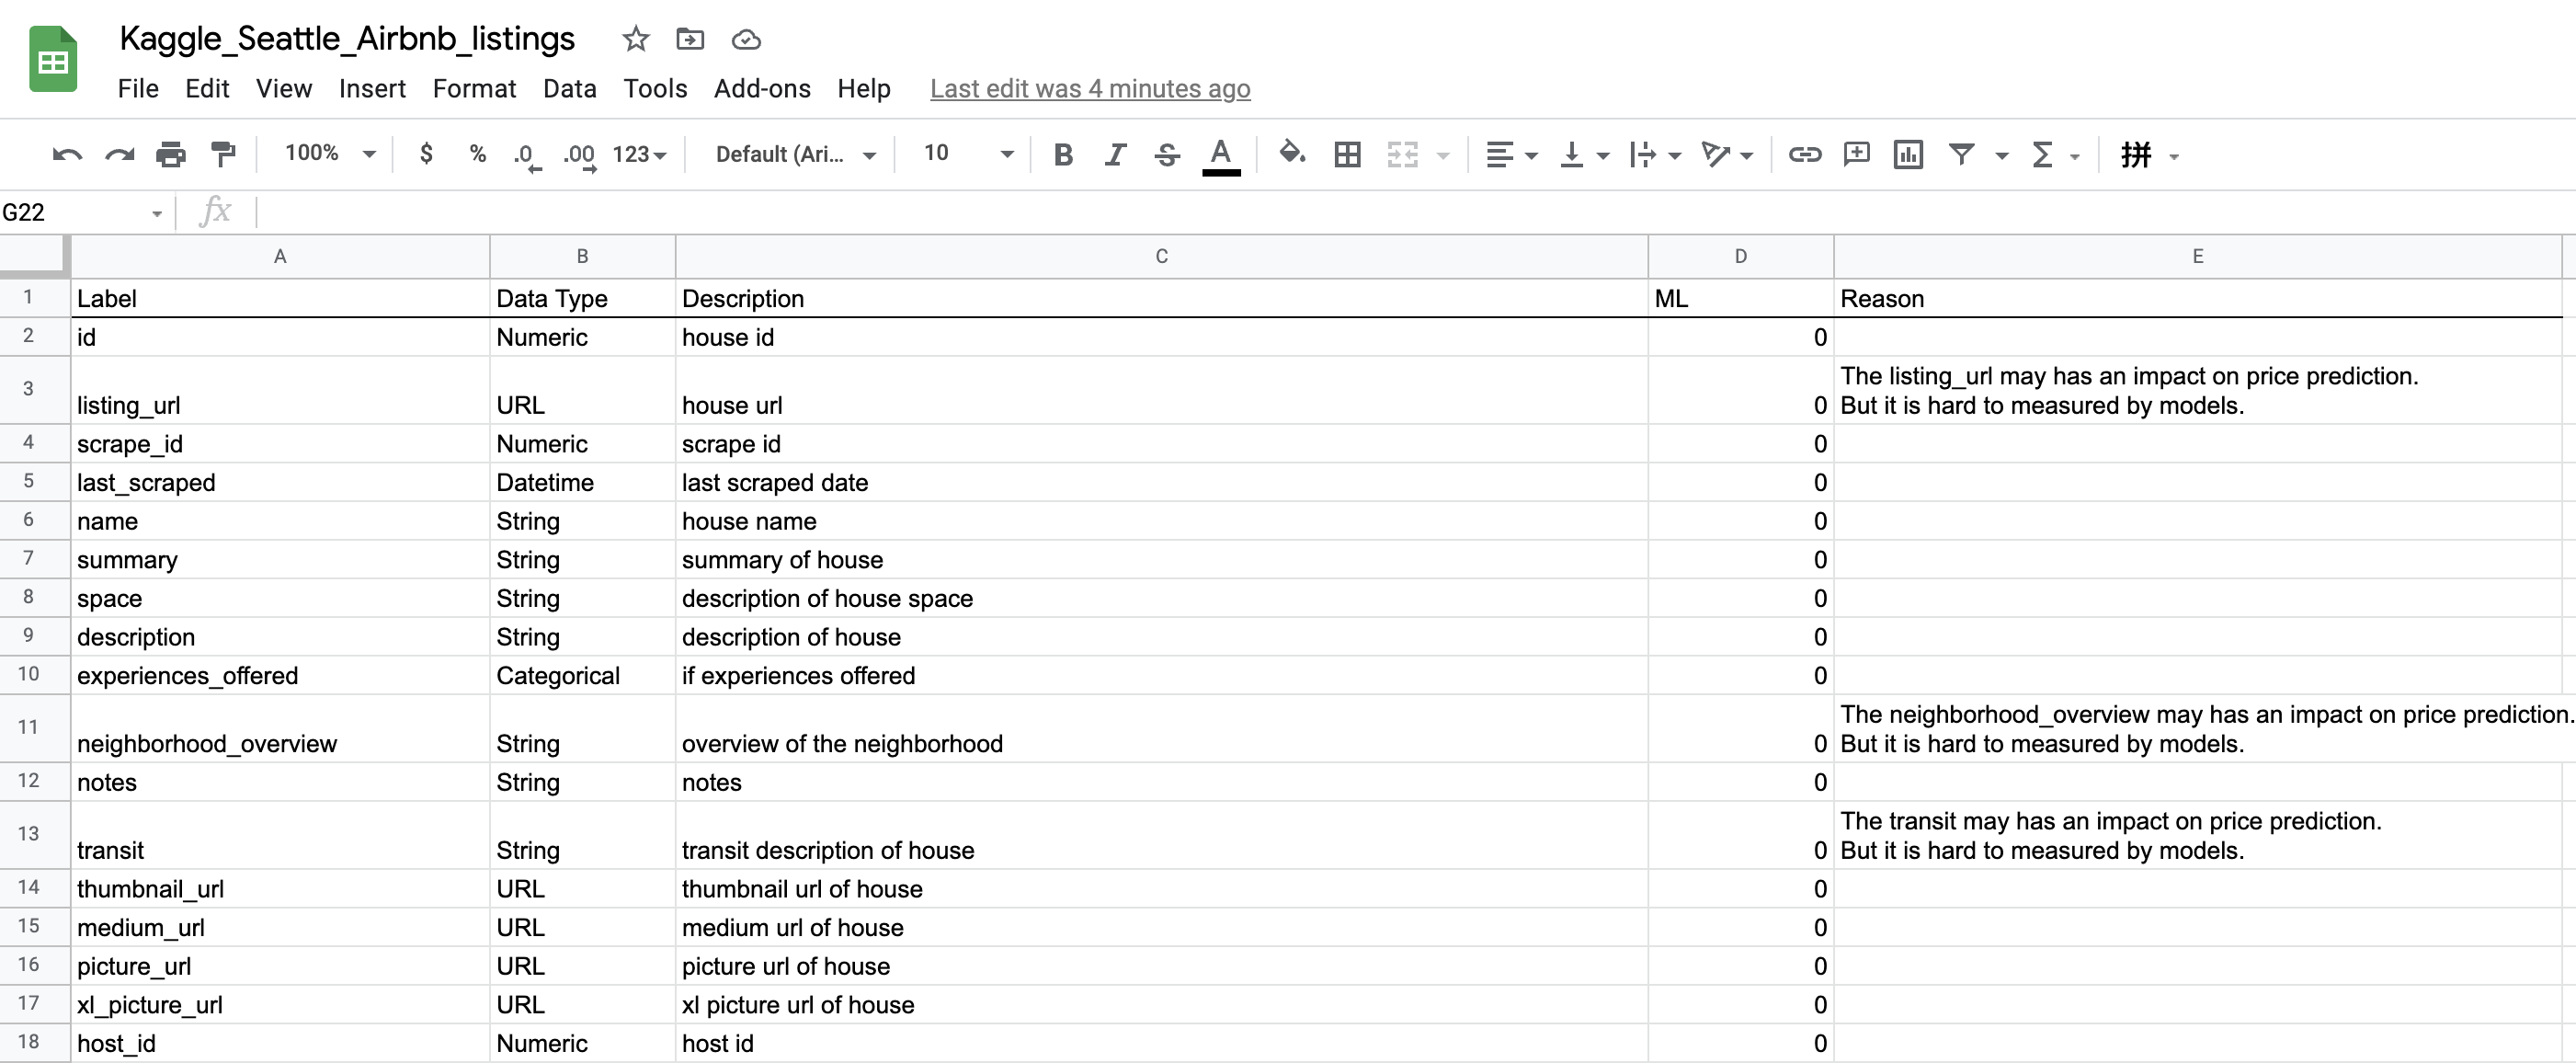 Kaggle_Seattle_Airbnb_listings
File Edit View Insert Format Data Tools Add-ons Help Last edit was 4 minutes ago
100% $ % .0 .00 123 Default (Ari... 10 B I S A 拼
G22 fx
A B C D E
1 Label Data Type Description ML Reason
2 id Numeric house id 0
The listing_url may has an impact on price prediction.
3 listing_url URL house url 0 But it is hard to measured by models.
4 scrape_id Numeric scrape id 0
5 last_scraped Datetime last scraped date 0
6 name String house name 0
7 summary String summary of house 0
8 space String description of house space 0
9 description String description of house 0
10 experiences_offered Categorical if experiences offered 0
The neighborhood_overview may has an impact on price prediction.
11 neighborhood_overview String overview of the neighborhood 0 But it is hard to measured by models.
12 notes String notes 0
The transit may has an impact on price prediction.
13 transit String transit description of house 0 But it is hard to measured by models.
14 thumbnail_url URL thumbnail url of house 0
15 medium_url URL medium url of house 0
16 picture_url URL picture url of house 0
17 xl_picture_url URL xl picture url of house 0
18 host_id Numeric host id 0